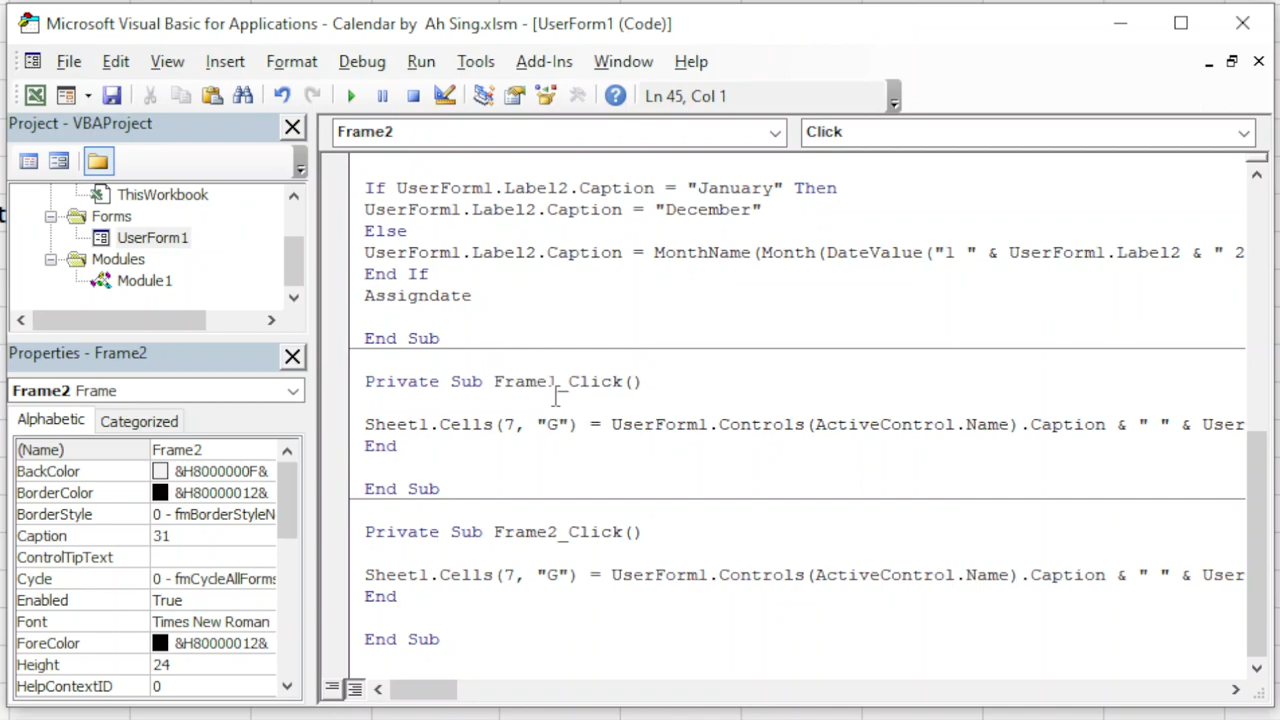 Microsoft Visual Basic for Applications - Calendar by Ah Sing.xlsm - [UserForm1 (Code)]
File Edit View Insert Format Debug Run Tools Add-Ins Window Help
Ln 45, Col 1
Project - VBAProject
ThisWorkbook
Forms
UserForm1
Modules
Module1
Properties - Frame2
Frame2 Frame
Alphabetic Categorized
(Name) Frame2
BackColor &H8000000F&
BorderColor &H80000012&
BorderStyle 0 - fmBorderStyleN
Caption 31
ControlTipText
Cycle 0 - fmCycleAllForms
Enabled True
Font Times New Roman
ForeColor &H80000012&
Height 24
HelpContextID 0
Frame2 Click
If UserForm1.Label2.Caption = "January" Then
UserForm1.Label2.Caption = "December"
Else
UserForm1.Label2.Caption = MonthName(Month(DateValue("1 " & UserForm1.Label2 & " 2
End If
Assigndate
End Sub
Private Sub Frame1_Click()
Sheet1.Cells(7, "G") = UserForm1.Controls(ActiveControl.Name).Caption & " " & User
End
End Sub
Private Sub Frame2_Click()
Sheet1.Cells(7, "G") = UserForm1.Controls(ActiveControl.Name).Caption & " " & User
End
End Sub